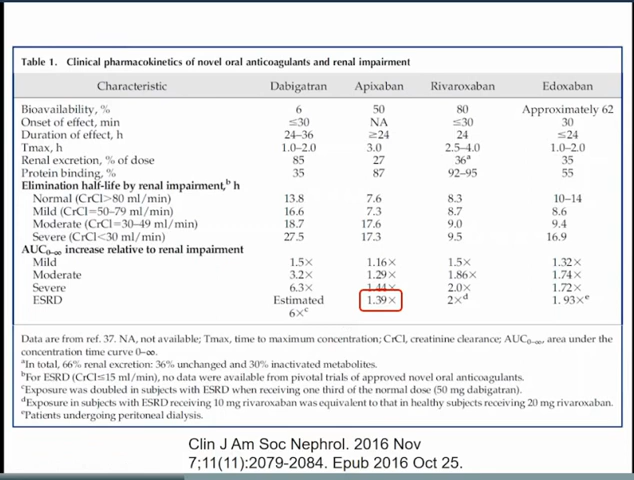 Table 1. Clinical pharmacokinetics of novel oral anticoagulants and renal impairment
Characteristic Dabigatran Apixaban Rivaroxaban Edoxaban
Bioavailability, % 6 50 80 Approximately 62
Onset of effect, min ≤30 NA ≤30 30
Duration of effect, h 24–36 ≥24 24 ≤24
Tmax, h 1.0–2.0 3.0 2.5–4.0 1.0–2.0
Renal excretion, % of dose 85 27 36ᵃ 35
Protein binding, % 35 87 92–95 55
Elimination half-life by renal impairment,ᵇ h
Normal (CrCl>80 ml/min) 13.8 7.6 8.3 10–14
Mild (CrCl=50–79 ml/min) 16.6 7.3 8.7 8.6
Moderate (CrCl=30–49 ml/min) 18.7 17.6 9.0 9.4
Severe (CrCl<30 ml/min) 27.5 17.3 9.5 16.9
AUC₀₋∞ increase relative to renal impairment
Mild 1.5× 1.16× 1.5× 1.32×
Moderate 3.2× 1.29× 1.86× 1.74×
Severe 6.3× 1.44× 2.0× 1.72×
ESRD Estimated 1.39× 2×ᵈ 1.93×ᵉ
6×ᶜ
Data are from ref. 37. NA, not available; Tmax, time to maximum concentration; CrCl, creatinine clearance; AUC₀₋∞, area under the
concentration time curve 0–∞.
ᵃIn total, 66% renal excretion: 36% unchanged and 30% inactivated metabolites.
ᵇFor ESRD (CrCl≤15 ml/min), no data were available from pivotal trials of approved novel oral anticoagulants.
ᶜExposure was doubled in subjects with ESRD when receiving one third of the normal dose (50 mg dabigatran).
ᵈExposure in subjects with ESRD receiving 10 mg rivaroxaban was equivalent to that in healthy subjects receiving 20 mg rivaroxaban.
ᵉPatients undergoing peritoneal dialysis.
Clin J Am Soc Nephrol. 2016 Nov
7;11(11):2079-2084. Epub 2016 Oct 25.